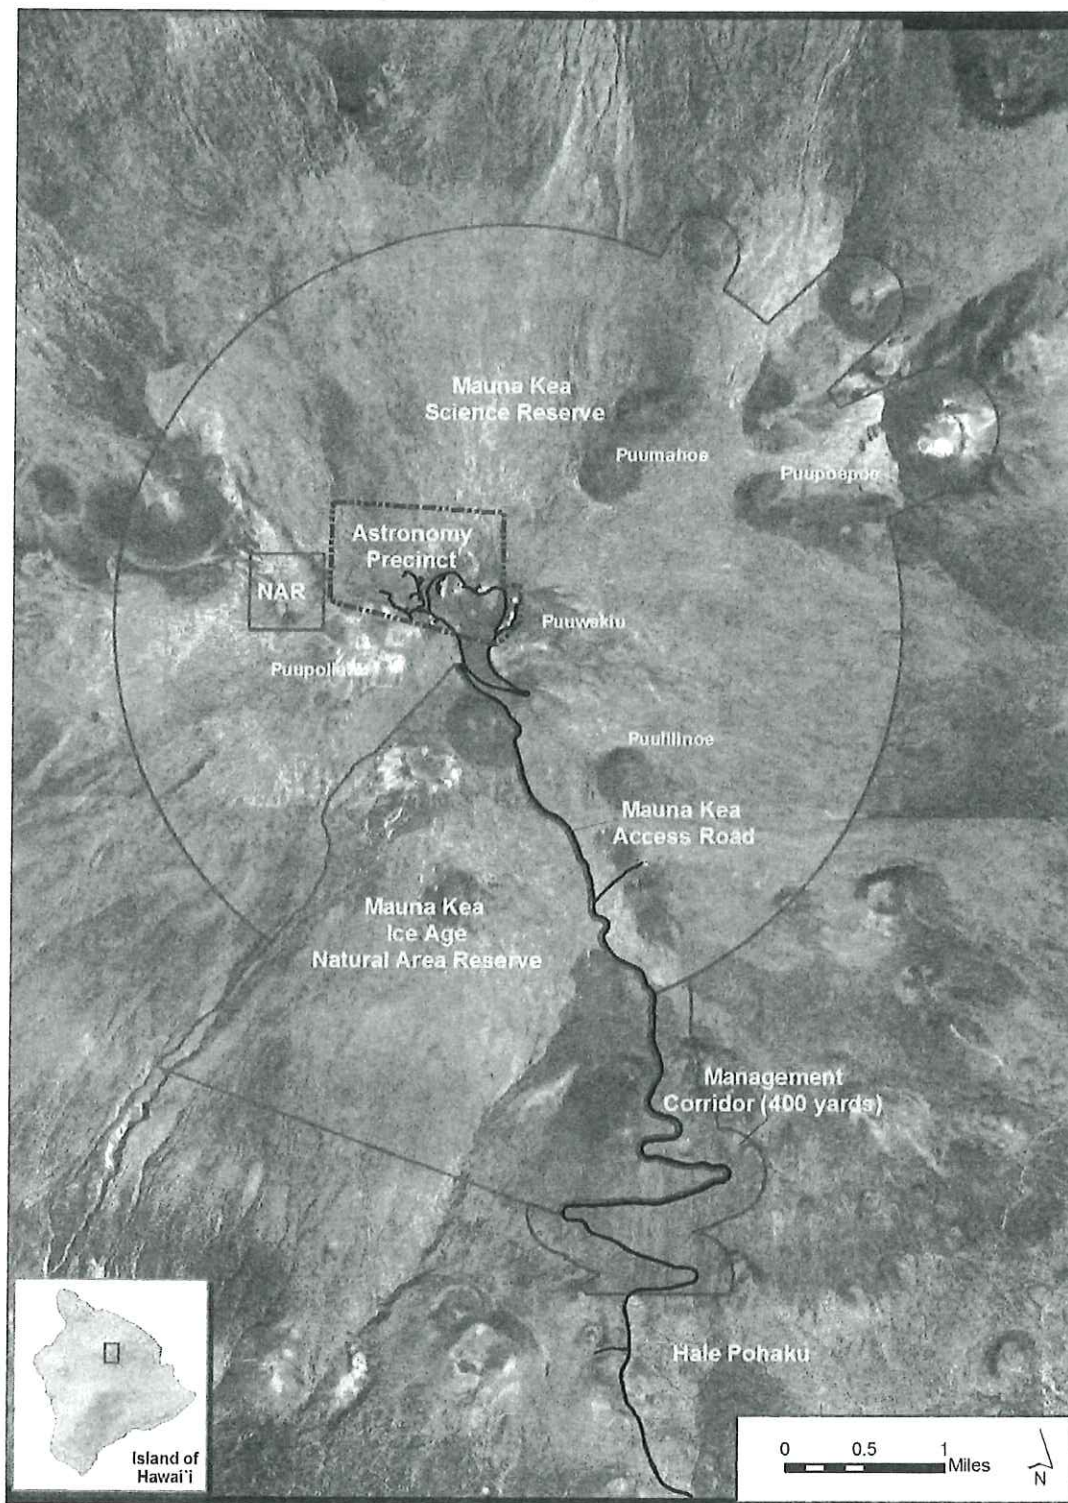 Mauna Kea
Science Reserve
Puumahoe
Puupoepoe
Astronomy
Precinct
NAR
Puuwekiu
Puulilinoe
Mauna Kea
Access Road
Mauna Kea
Ice Age
Natural Area Reserve
Management
Corridor (400 yards)
Hale Pohaku
Island of
Hawai`i
0 0.5 1
Miles
N